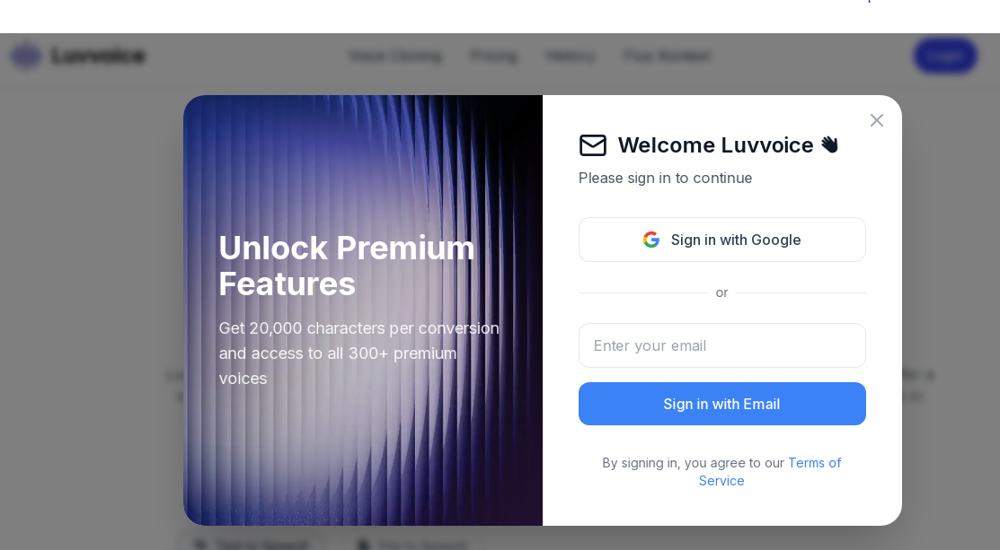 Luvvoice
Voice Cloning Pricing History Flux Kontext Login
Welcome Luvvoice 👋
Please sign in to continue
Sign in with Google
or
Enter your email
Sign in with Email
By signing in, you agree to our Terms of
Service
Unlock Premium
Features
Get 20,000 characters per conversion
and access to all 300+ premium
voices
Text to Speech File to Speech